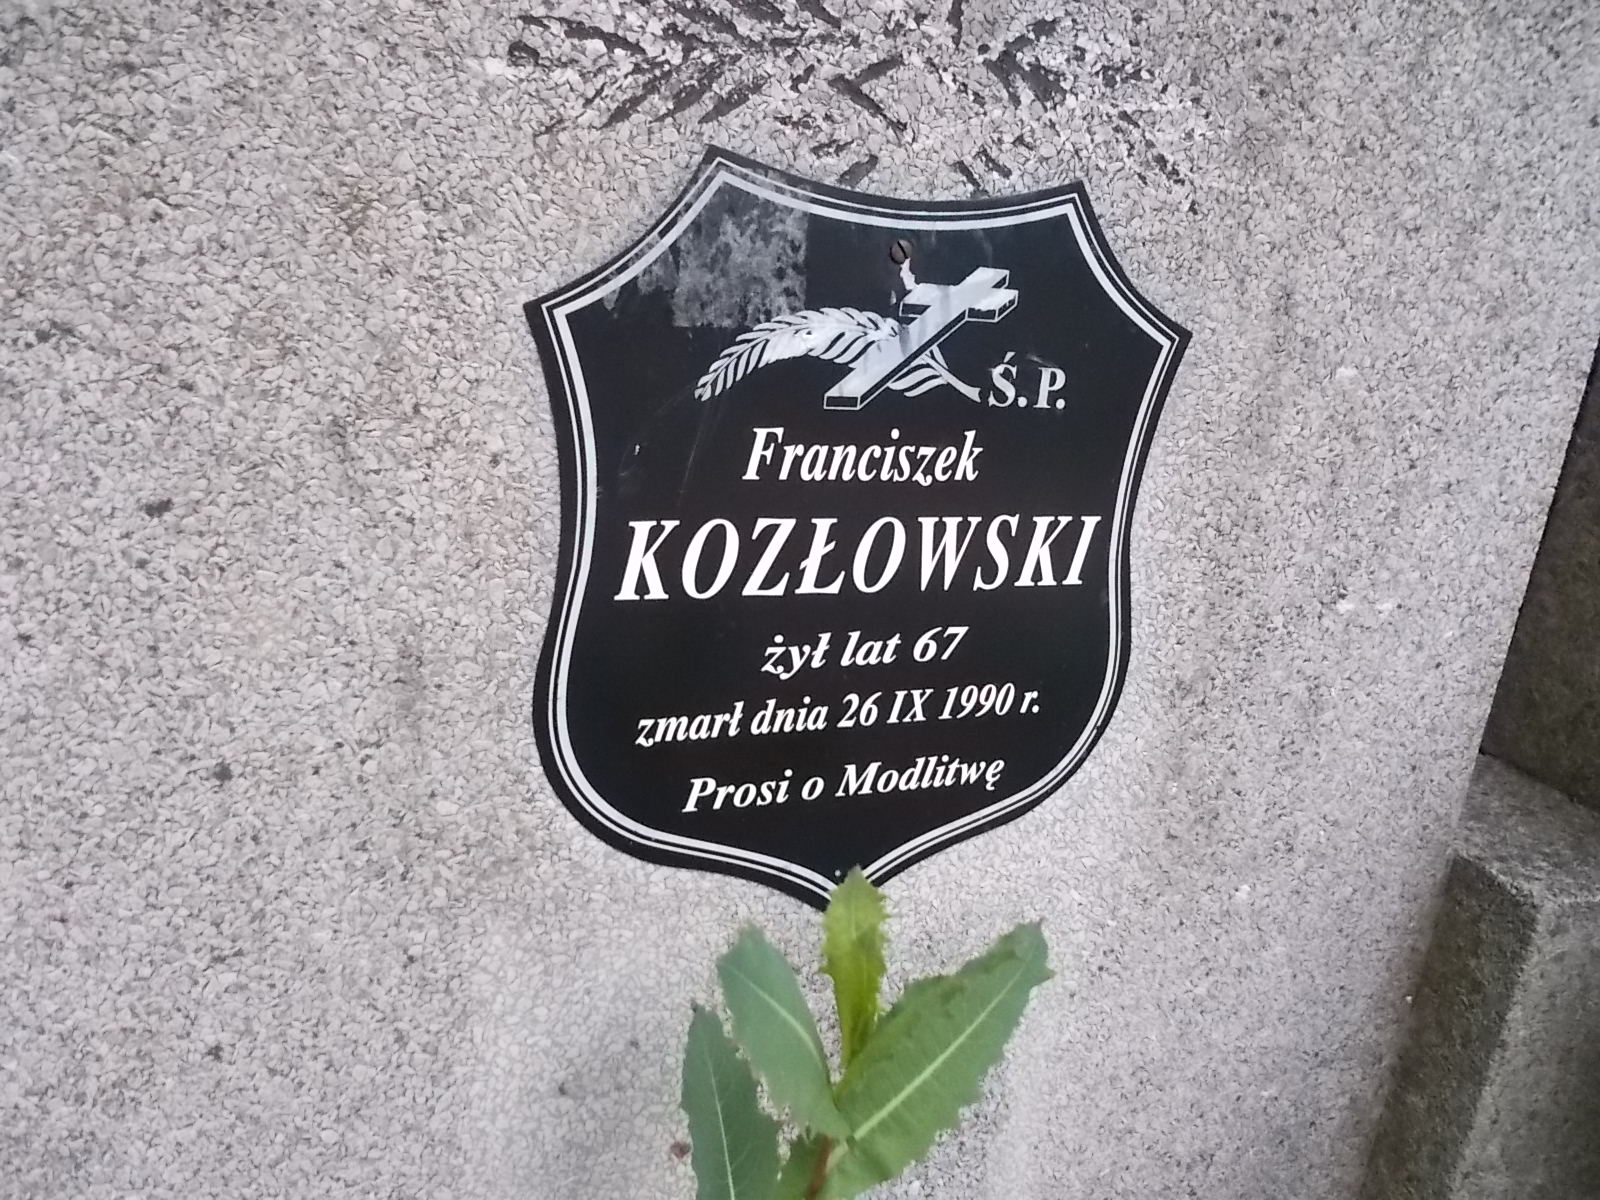 Ś.P.
Franciszek
KOZŁOWSKI
żył lat 67
zmarł dnia 26 IX 1990 r.
Prosi o Modlitwę